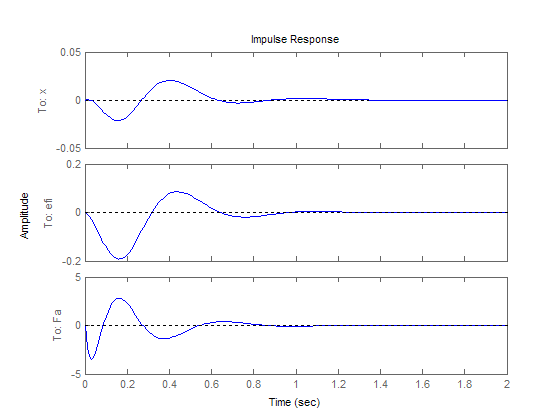 Impulse Response
0.05
0
-0.05
To: x
0.2
0
-0.2
To: efi
Amplitude
5
0
-5
To: Fa
0 0.2 0.4 0.6 0.8 1 1.2 1.4 1.6 1.8 2
Time (sec)